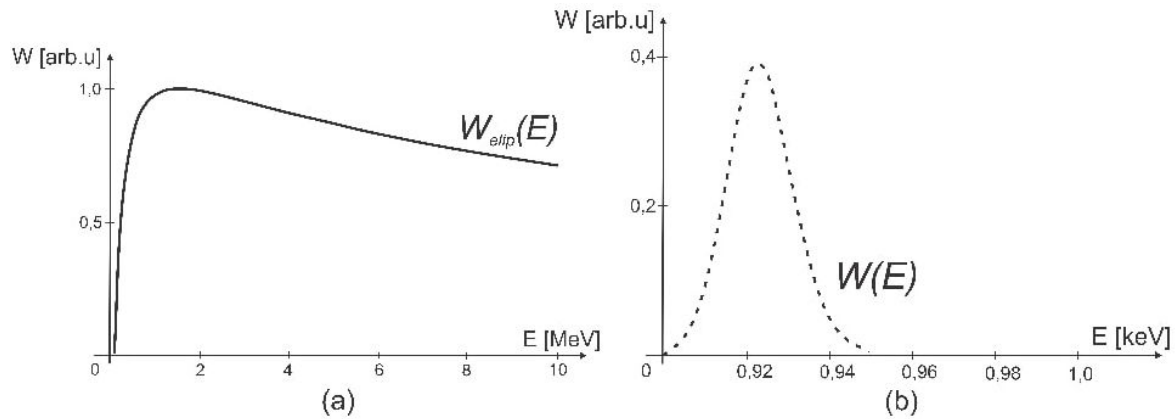 W [arb.u]
1,0
0,5
W_elip(E)
E [MeV]
0 2 4 6 8 10
(a)
W [arb.u]
0,4
0,2
W(E)
E [keV]
0 0,92 0,94 0,96 0,98 1,0
(b)